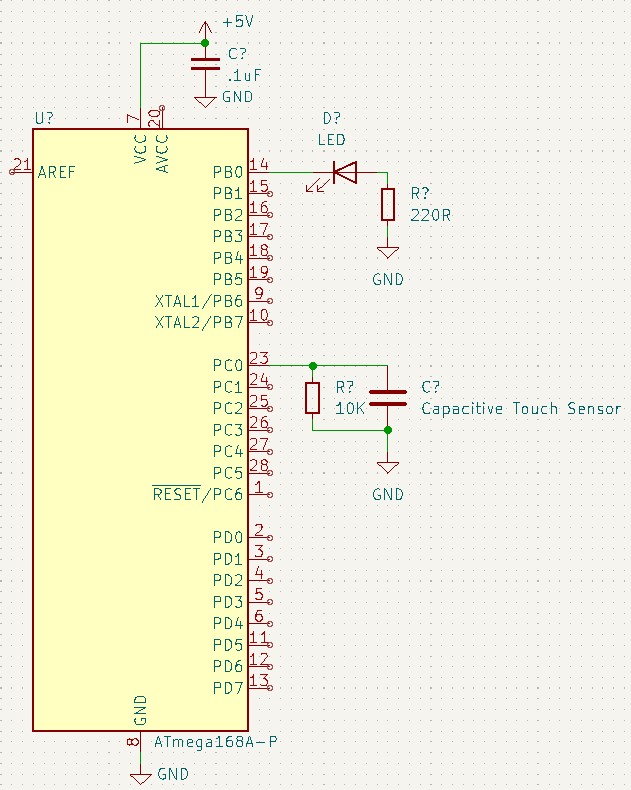 +5V
C?
.1uF
GND
U?
7
20
VCC
AVCC
21
AREF
D?
LED
PB0
14
PB1
15
PB2
16
PB3
17
PB4
18
PB5
19
XTAL1/PB6
9
XTAL2/PB7
10
R?
220R
GND
PC0
23
PC1
24
PC2
25
PC3
26
PC4
27
PC5
28
RESET/PC6
1
R?
10K
C?
Capacitive Touch Sensor
GND
PD0
2
PD1
3
PD2
4
PD3
5
PD4
6
PD5
11
PD6
12
PD7
13
GND
8
ATmega168A-P
GND